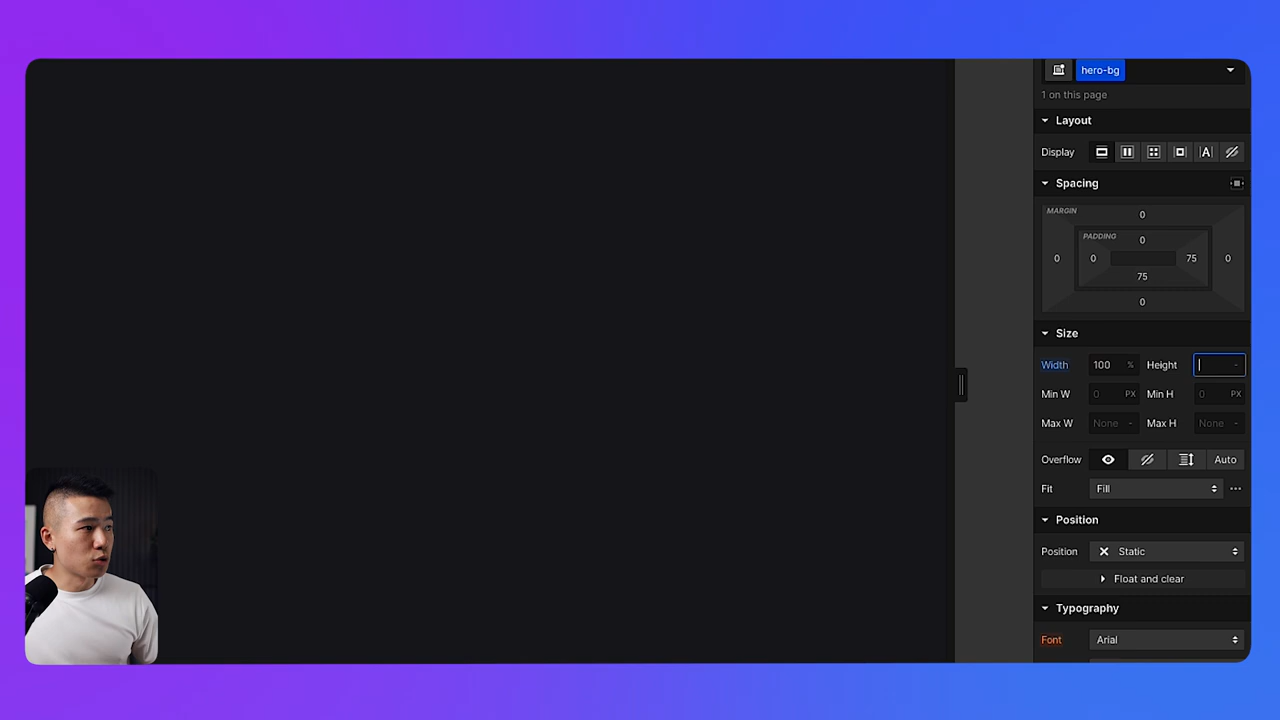 hero-bg
1 on this page
Layout
Display
Spacing
MARGIN
0
PADDING
0
0 0 75 0
75
0
Size
Width 100 % Height -
Min W 0 PX Min H 0 PX
Max W None - Max H None -
Overflow Auto
Fit Fill
Position
Position Static
Float and clear
Typography
Font Arial